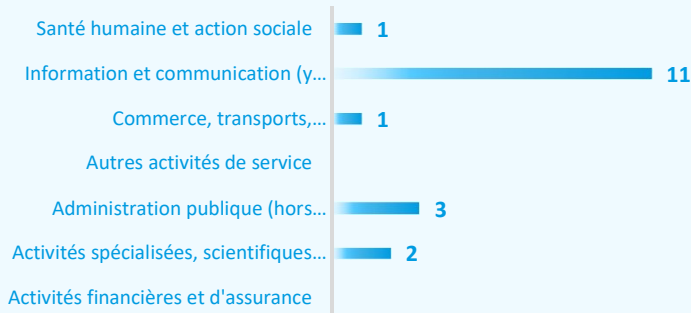 Santé humaine et action sociale 1
Information et communication (y... 11
Commerce, transports,... 1
Autres activités de service
Administration publique (hors... 3
Activités spécialisées, scientifiques... 2
Activités financières et d'assurance